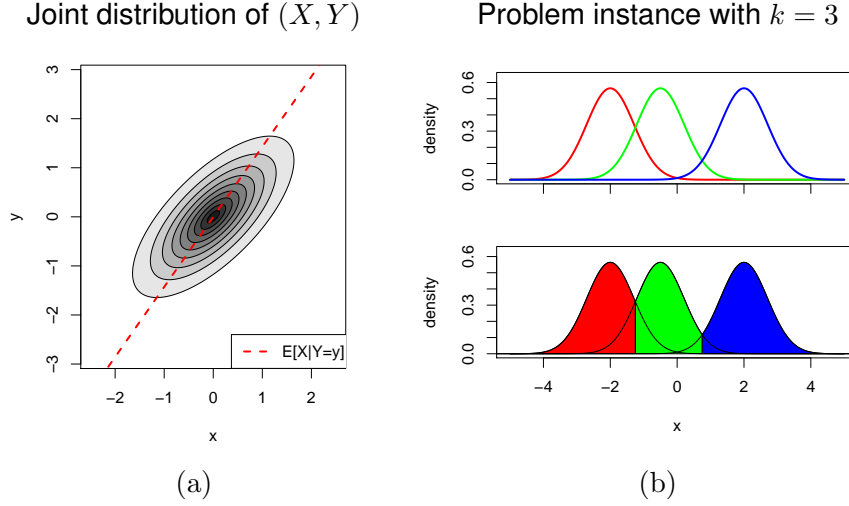 Joint distribution of (X, Y)
3
2
1
0
−1
−2
−3
y
−2 −1 0 1 2
x
E[X|Y=y]
(a)
Problem instance with k = 3
0.6
0.3
0.0
density
0.6
0.3
0.0
density
−4 −2 0 2 4
x
(b)